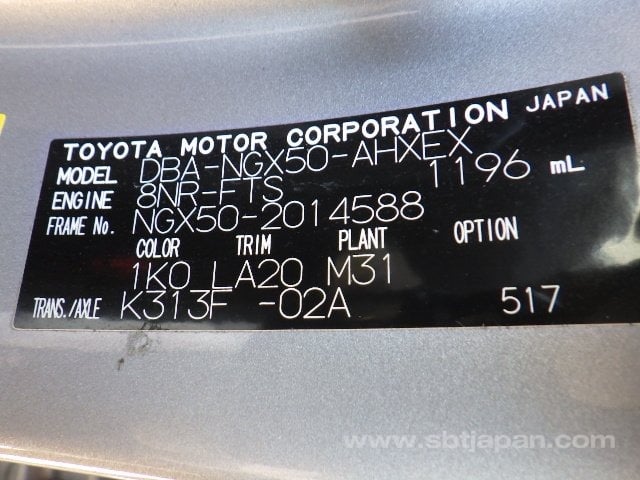 TOYOTA MOTOR CORPORATION JAPAN
MODEL DBA-NGX50-AHXEX
ENGINE 8NR-FTS 1196 mL
FRAME No. NGX50-2014588
COLOR TRIM PLANT OPTION
1K0 LA20 M31
TRANS./AXLE K313F -02A 517
www.sbtjapan.com